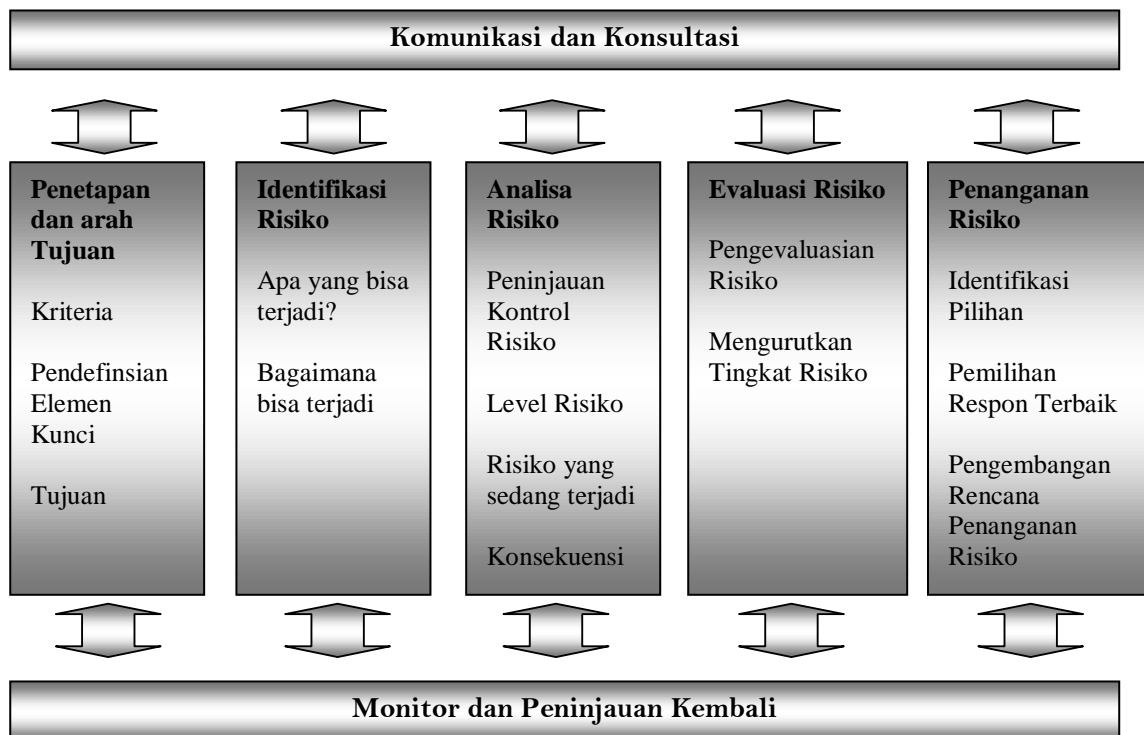 Komunikasi dan Konsultasi
Penetapan
dan arah
Tujuan
Kriteria
Pendefinsian
Elemen
Kunci
Tujuan
Identifikasi
Risiko
Apa yang bisa
terjadi?
Bagaimana
bisa terjadi
Analisa
Risiko
Peninjauan
Kontrol
Risiko
Level Risiko
Risiko yang
sedang terjadi
Konsekuensi
Evaluasi Risiko
Pengevaluasian
Risiko
Mengurutkan
Tingkat Risiko
Penanganan
Risiko
Identifikasi
Pilihan
Pemilihan
Respon Terbaik
Pengembangan
Rencana
Penanganan
Risiko
Monitor dan Peninjauan Kembali